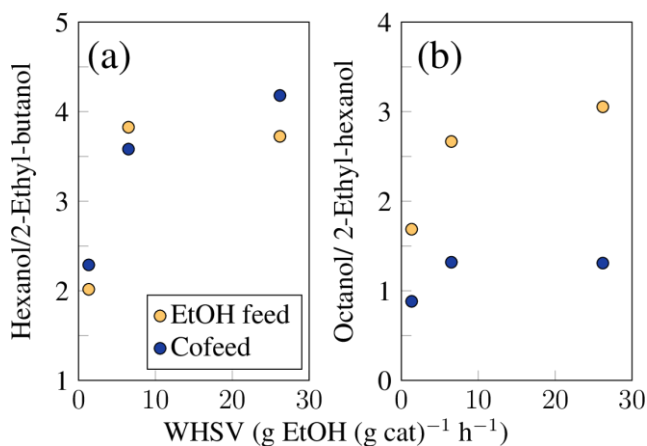 (a)
Hexanol/2-Ethyl-butanol
5
4
3
2
1
0 10 20 30
EtOH feed
Cofeed
(b)
Octanol/ 2-Ethyl-hexanol
4
3
2
1
0
0 10 20 30
WHSV (g EtOH (g cat)⁻¹ h⁻¹)